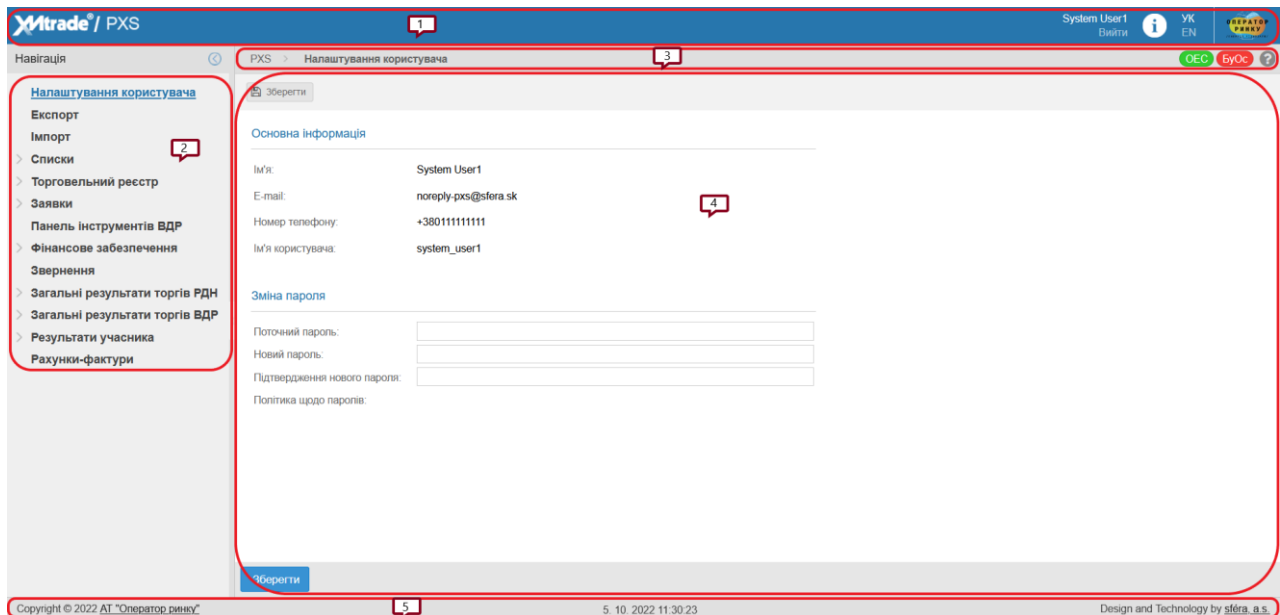 XMtrade®/ PXS
1
System User1
Вийти
i
УК
EN
ОПЕРАТОР
РИНКУ
Навігація
PXS > Налаштування користувача
3
ОЕС БуОс ?
Налаштування користувача
Експорт
Імпорт
2
Списки
Торговельний реєстр
Заявки
Панель інструментів ВДР
Фінансове забезпечення
Звернення
Загальні результати торгів РДН
Загальні результати торгів ВДР
Результати учасника
Рахунки-фактури
Зберегти
Основна інформація
Ім'я: System User1
E-mail: noreply-pxs@sfera.sk
4
Номер телефону: +380111111111
Ім'я користувача: system_user1
Зміна пароля
Поточний пароль:
Новий пароль:
Підтвердження нового пароля:
Політика щодо паролів:
Зберегти
Copyright © 2022 АТ "Оператор ринку"
5
5. 10. 2022 11:30:23
Design and Technology by sféra, a.s.